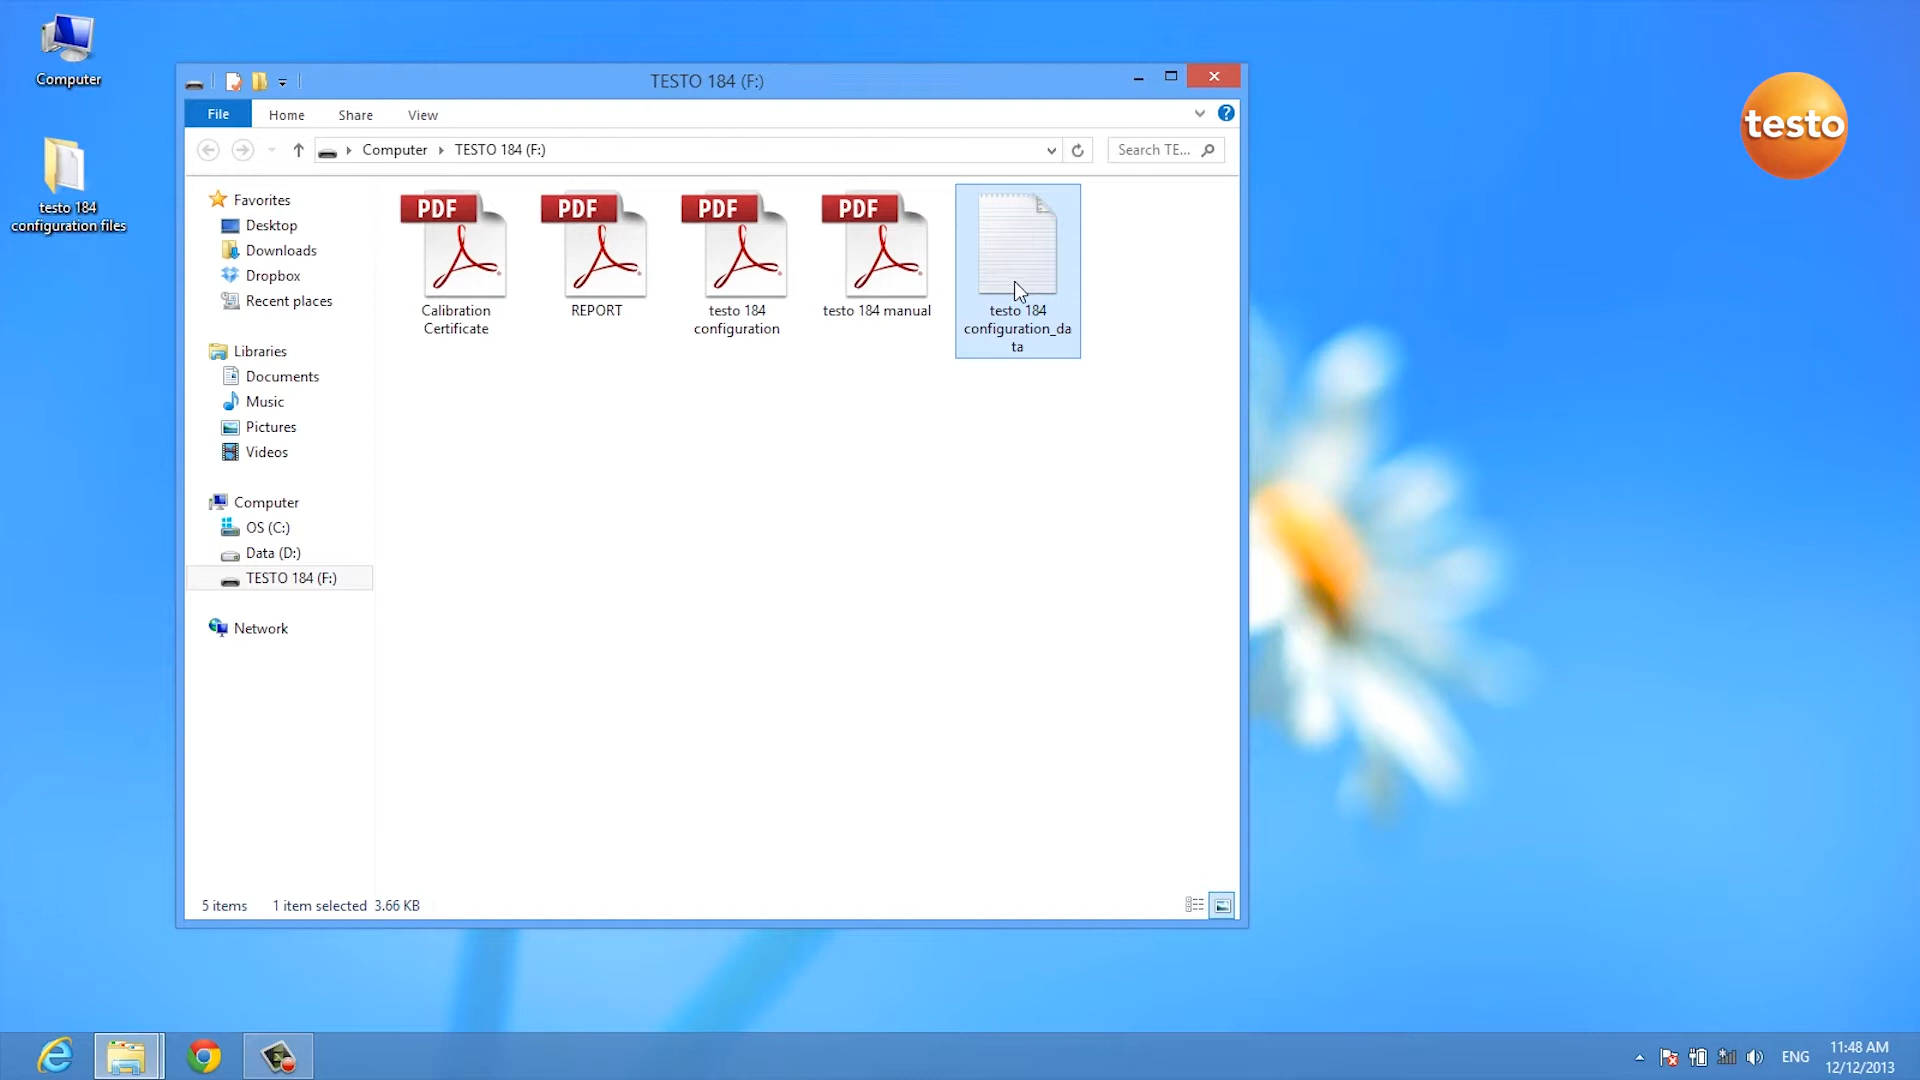 Computer
testo 184
configuration files
TESTO 184 (F:)
File
Home
Share
View
Computer
TESTO 184 (F:)
Search TE...
testo
Favorites
Desktop
Downloads
Dropbox
Recent places
Libraries
Documents
Music
Pictures
Videos
Computer
OS (C:)
Data (D:)
TESTO 184 (F:)
Network
PDF
Calibration
Certificate
PDF
REPORT
PDF
testo 184
configuration
PDF
testo 184 manual
testo 184
configuration_da
ta
5 items
1 item selected 3.66 KB
ENG
11:48 AM
12/12/2013